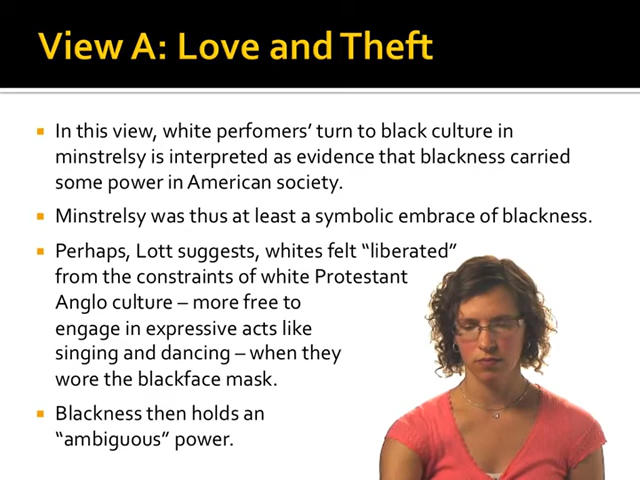 View A: Love and Theft
In this view, white perfomers’ turn to black culture in
minstrelsy is interpreted as evidence that blackness carried
some power in American society.
Minstrelsy was thus at least a symbolic embrace of blackness.
Perhaps, Lott suggests, whites felt “liberated”
from the constraints of white Protestant
Anglo culture – more free to
engage in expressive acts like
singing and dancing – when they
wore the blackface mask.
Blackness then holds an
“ambiguous” power.